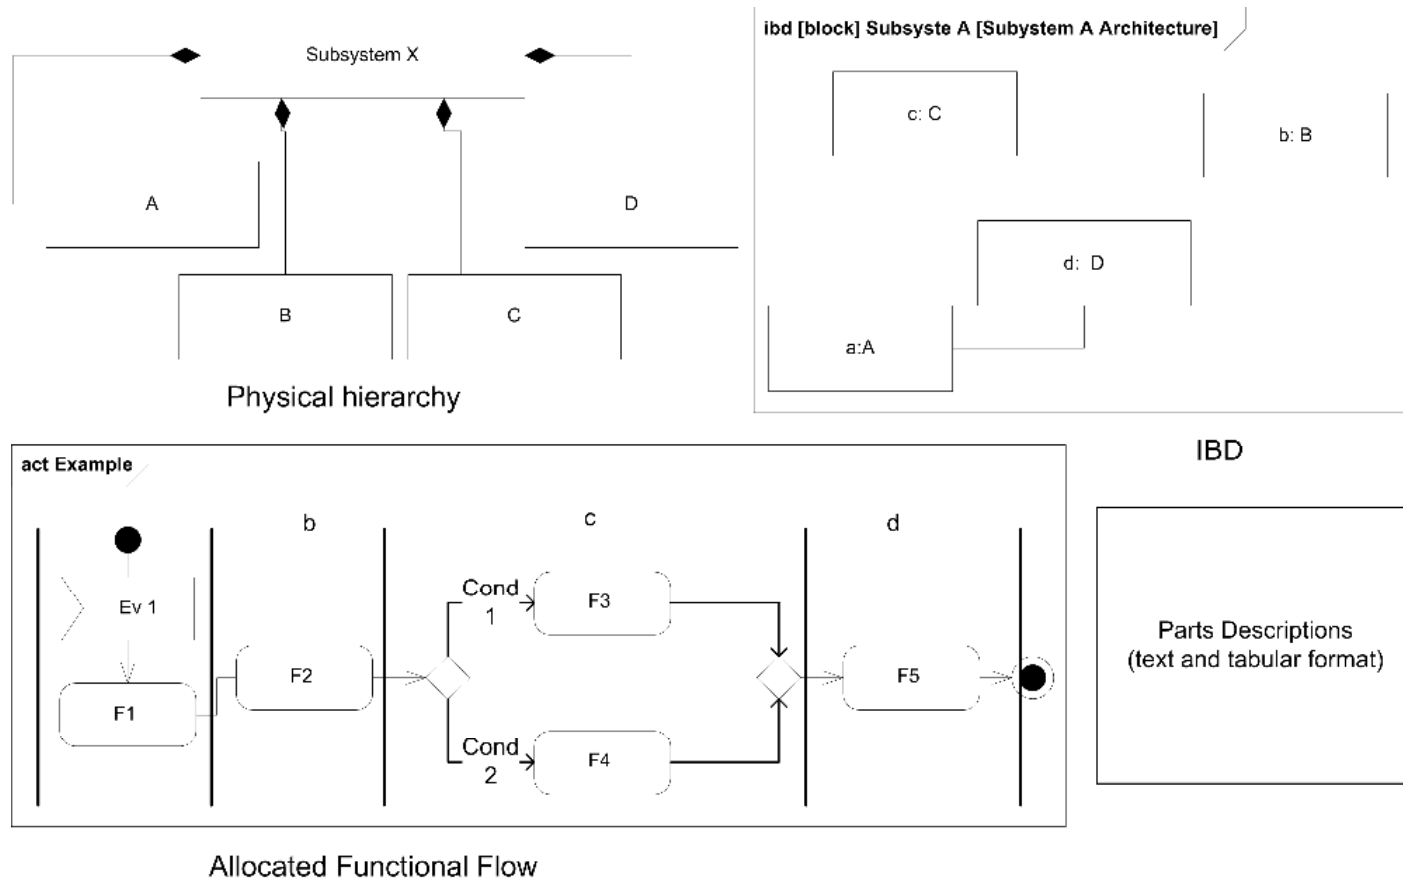 Subsystem X
A
D
B
C
Physical hierarchy
ibd [block] Subsyste A [Subystem A Architecture]
c: C
b: B
d: D
a:A
IBD
act Example
b
c
d
Ev 1
F1
F2
Cond
1
F3
Cond
2
F4
F5
Allocated Functional Flow
Parts Descriptions
(text and tabular format)